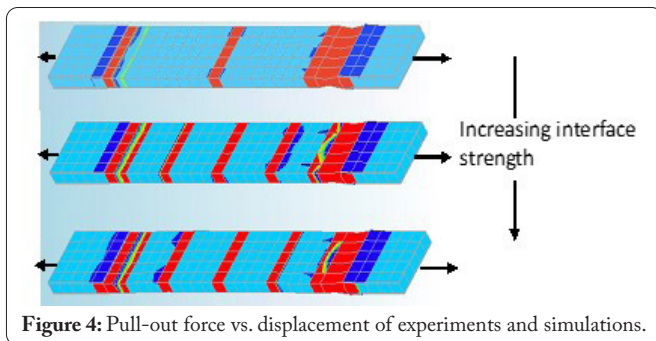 Increasing interface
strength
Figure 4: Pull-out force vs. displacement of experiments and simulations.